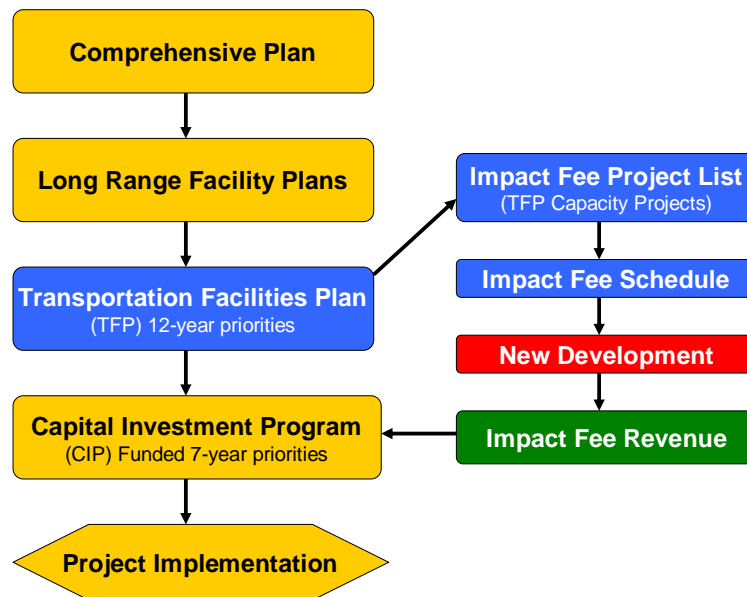 Comprehensive Plan
Long Range Facility Plans
Transportation Facilities Plan
(TFP) 12-year priorities
Capital Investment Program
(CIP) Funded 7-year priorities
Project Implementation
Impact Fee Project List
(TFP Capacity Projects)
Impact Fee Schedule
New Development
Impact Fee Revenue